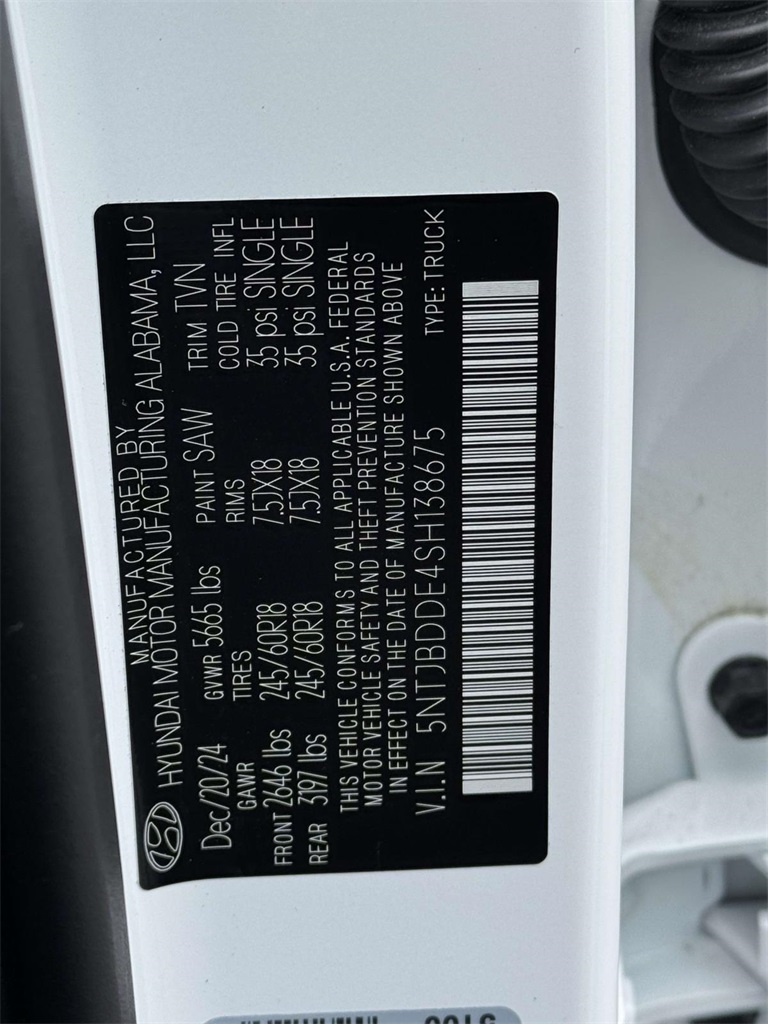 MANUFACTURED BY
HYUNDAI MOTOR MANUFACTURING ALABAMA, LLC
Dec/20/24 GVWR 5665 lbs PAINT SAW TRIM TVN
GAWR TIRES RIMS COLD TIRE INFL
FRONT 2646 lbs 245/60R18 7.5JX18 35 psi SINGLE
REAR 3197 lbs 245/60R18 7.5JX18 35 psi SINGLE
THIS VEHICLE CONFORMS TO ALL APPLICABLE U.S.A. FEDERAL
MOTOR VEHICLE SAFETY AND THEFT PREVENTION STANDARDS
IN EFFECT ON THE DATE OF MANUFACTURE SHOWN ABOVE
V.I.N 5NTJBDDE4SH138675 TYPE: TRUCK